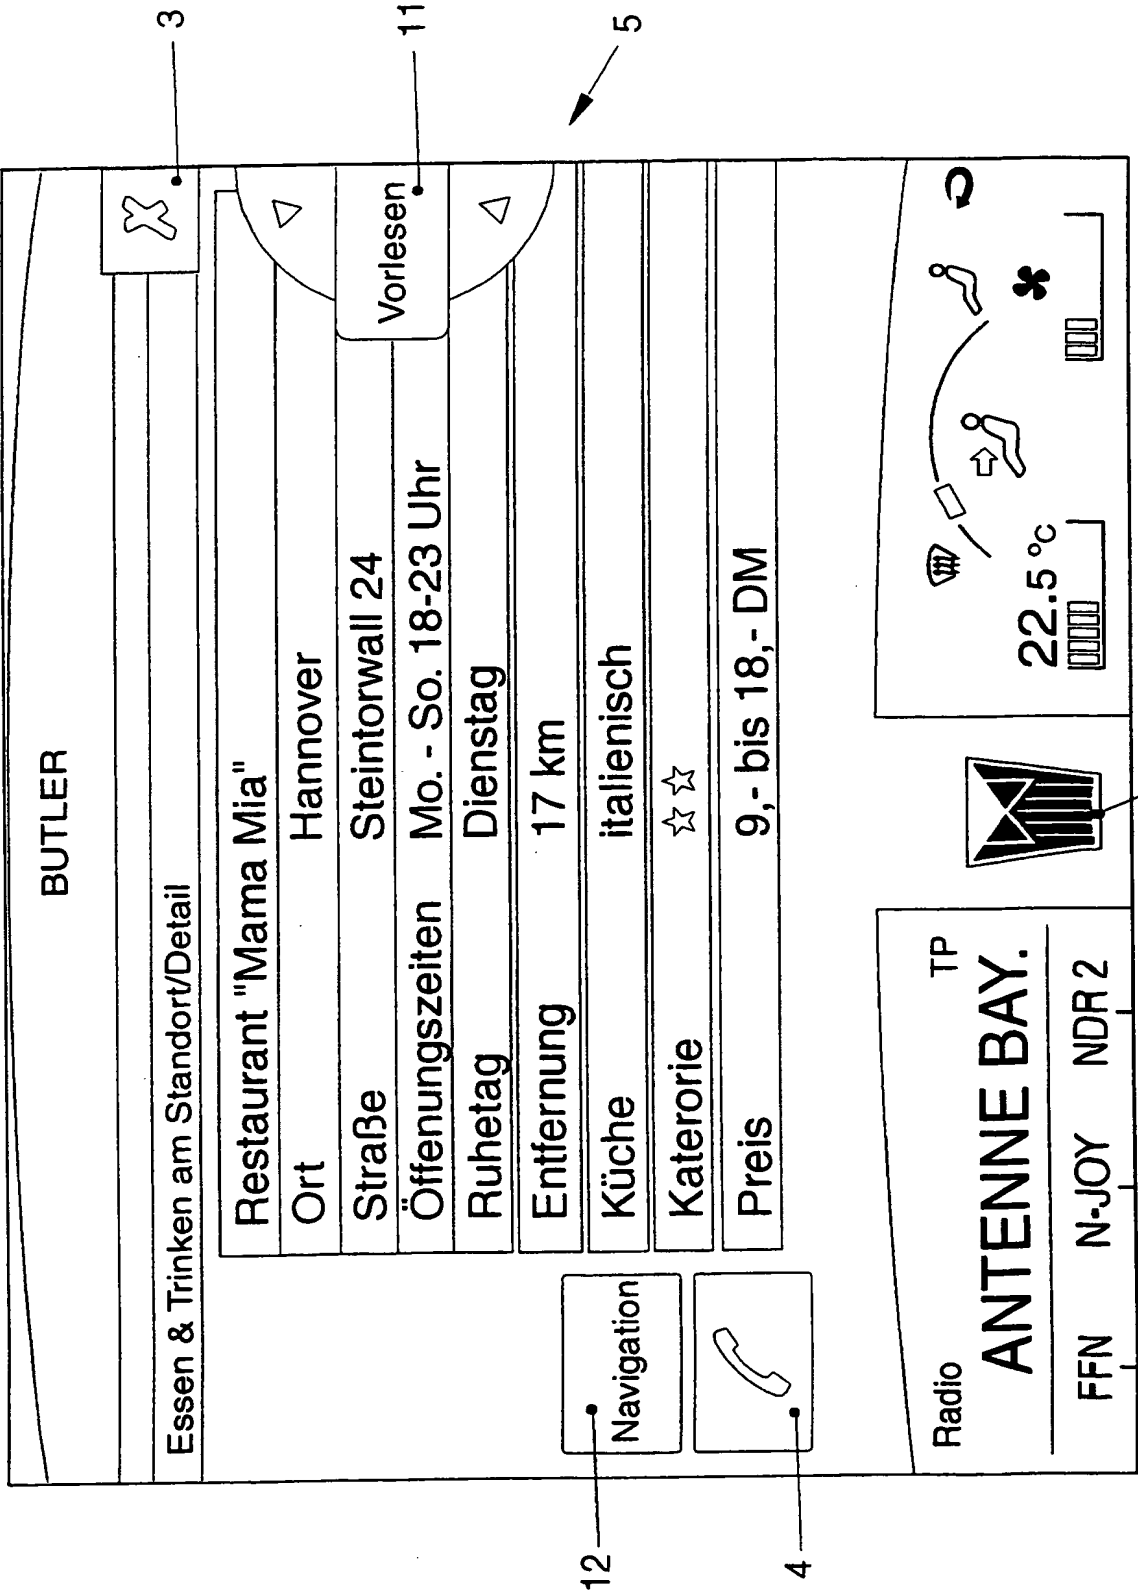 BUTLER
3
Essen & Trinken am Standort/Detail
Restaurant "Mama Mia"
Ort Hannover
Straße Steintorwall 24
Vorlesen
11
Öffenungszeiten Mo. - So. 18-23 Uhr
Ruhetag Dienstag
Entfernung 17 km
5
12
Navigation
Küche italienisch
Katerorie ☆☆
Preis 9,- bis 18,- DM
4
Radio TP
ANTENNE BAY.
FFN N-JOY NDR 2
22.5 °C